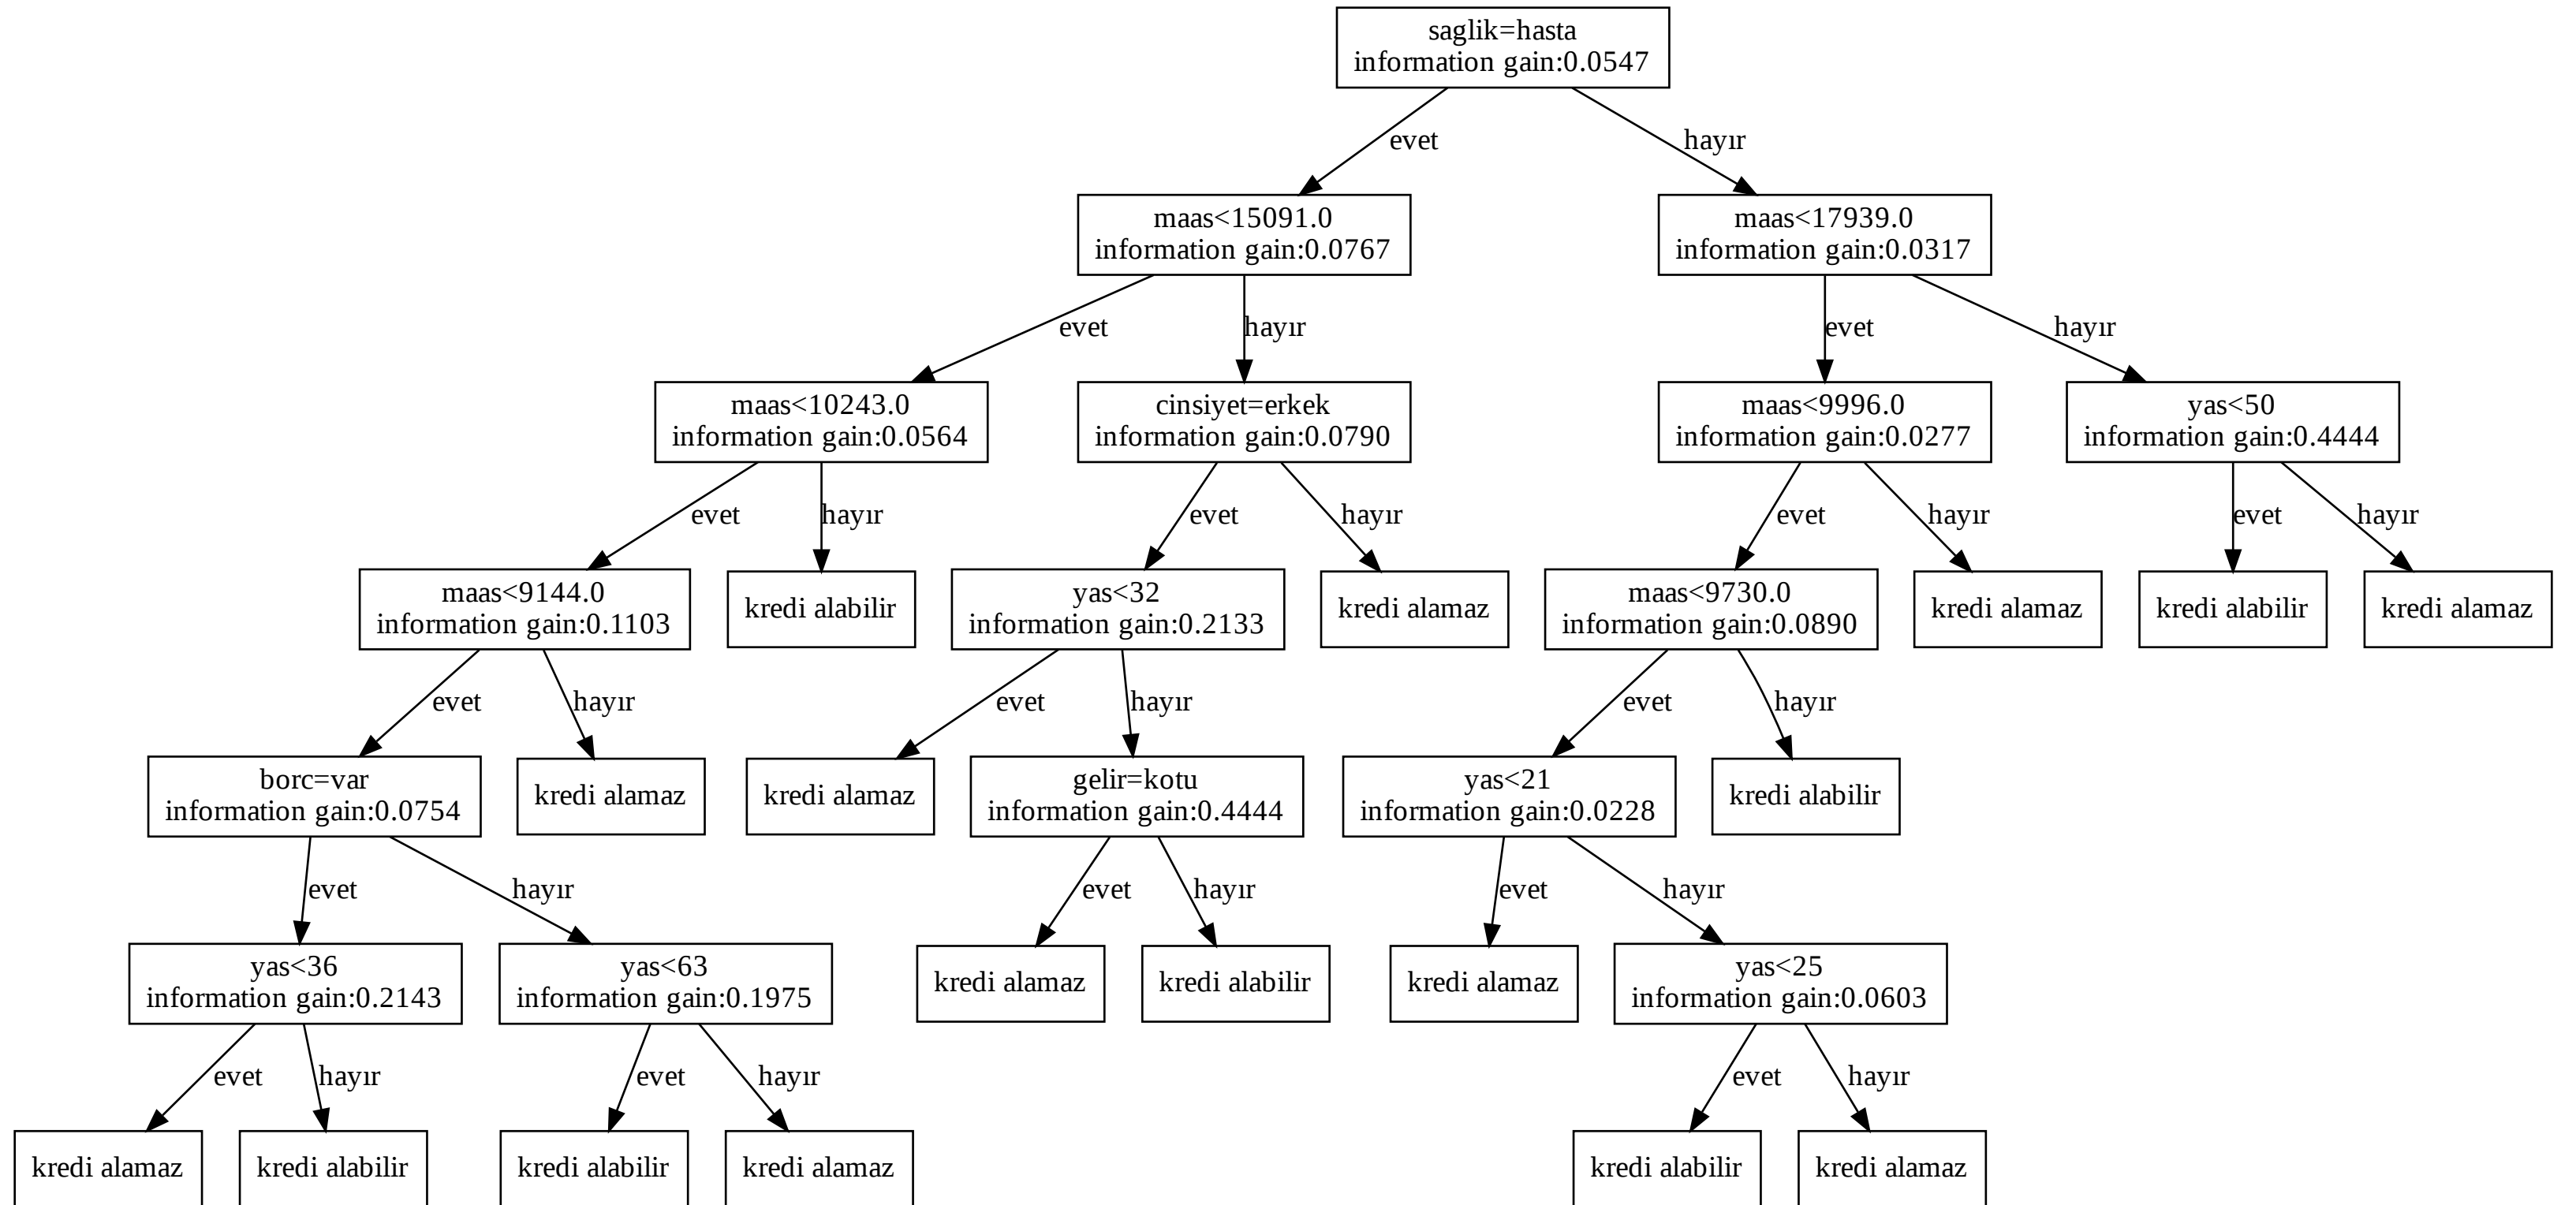 saglik=hasta
information gain:0.0547
evet
hayır
maas<15091.0
information gain:0.0767
maas<17939.0
information gain:0.0317
evet
hayır
evet
hayır
maas<10243.0
information gain:0.0564
cinsiyet=erkek
information gain:0.0790
maas<9996.0
information gain:0.0277
yas<50
information gain:0.4444
evet
hayır
evet
hayır
evet
hayır
evet
hayır
maas<9144.0
information gain:0.1103
kredi alabilir
yas<32
information gain:0.2133
kredi alamaz
maas<9730.0
information gain:0.0890
kredi alamaz
kredi alabilir
kredi alamaz
evet
hayır
evet
hayır
evet
hayır
borc=var
information gain:0.0754
kredi alamaz
kredi alamaz
gelir=kotu
information gain:0.4444
yas<21
information gain:0.0228
kredi alabilir
evet
hayır
evet
hayır
evet
hayır
yas<36
information gain:0.2143
yas<63
information gain:0.1975
kredi alamaz
kredi alabilir
kredi alamaz
yas<25
information gain:0.0603
evet
hayır
evet
hayır
evet
hayır
kredi alamaz
kredi alabilir
kredi alabilir
kredi alamaz
kredi alabilir
kredi alamaz